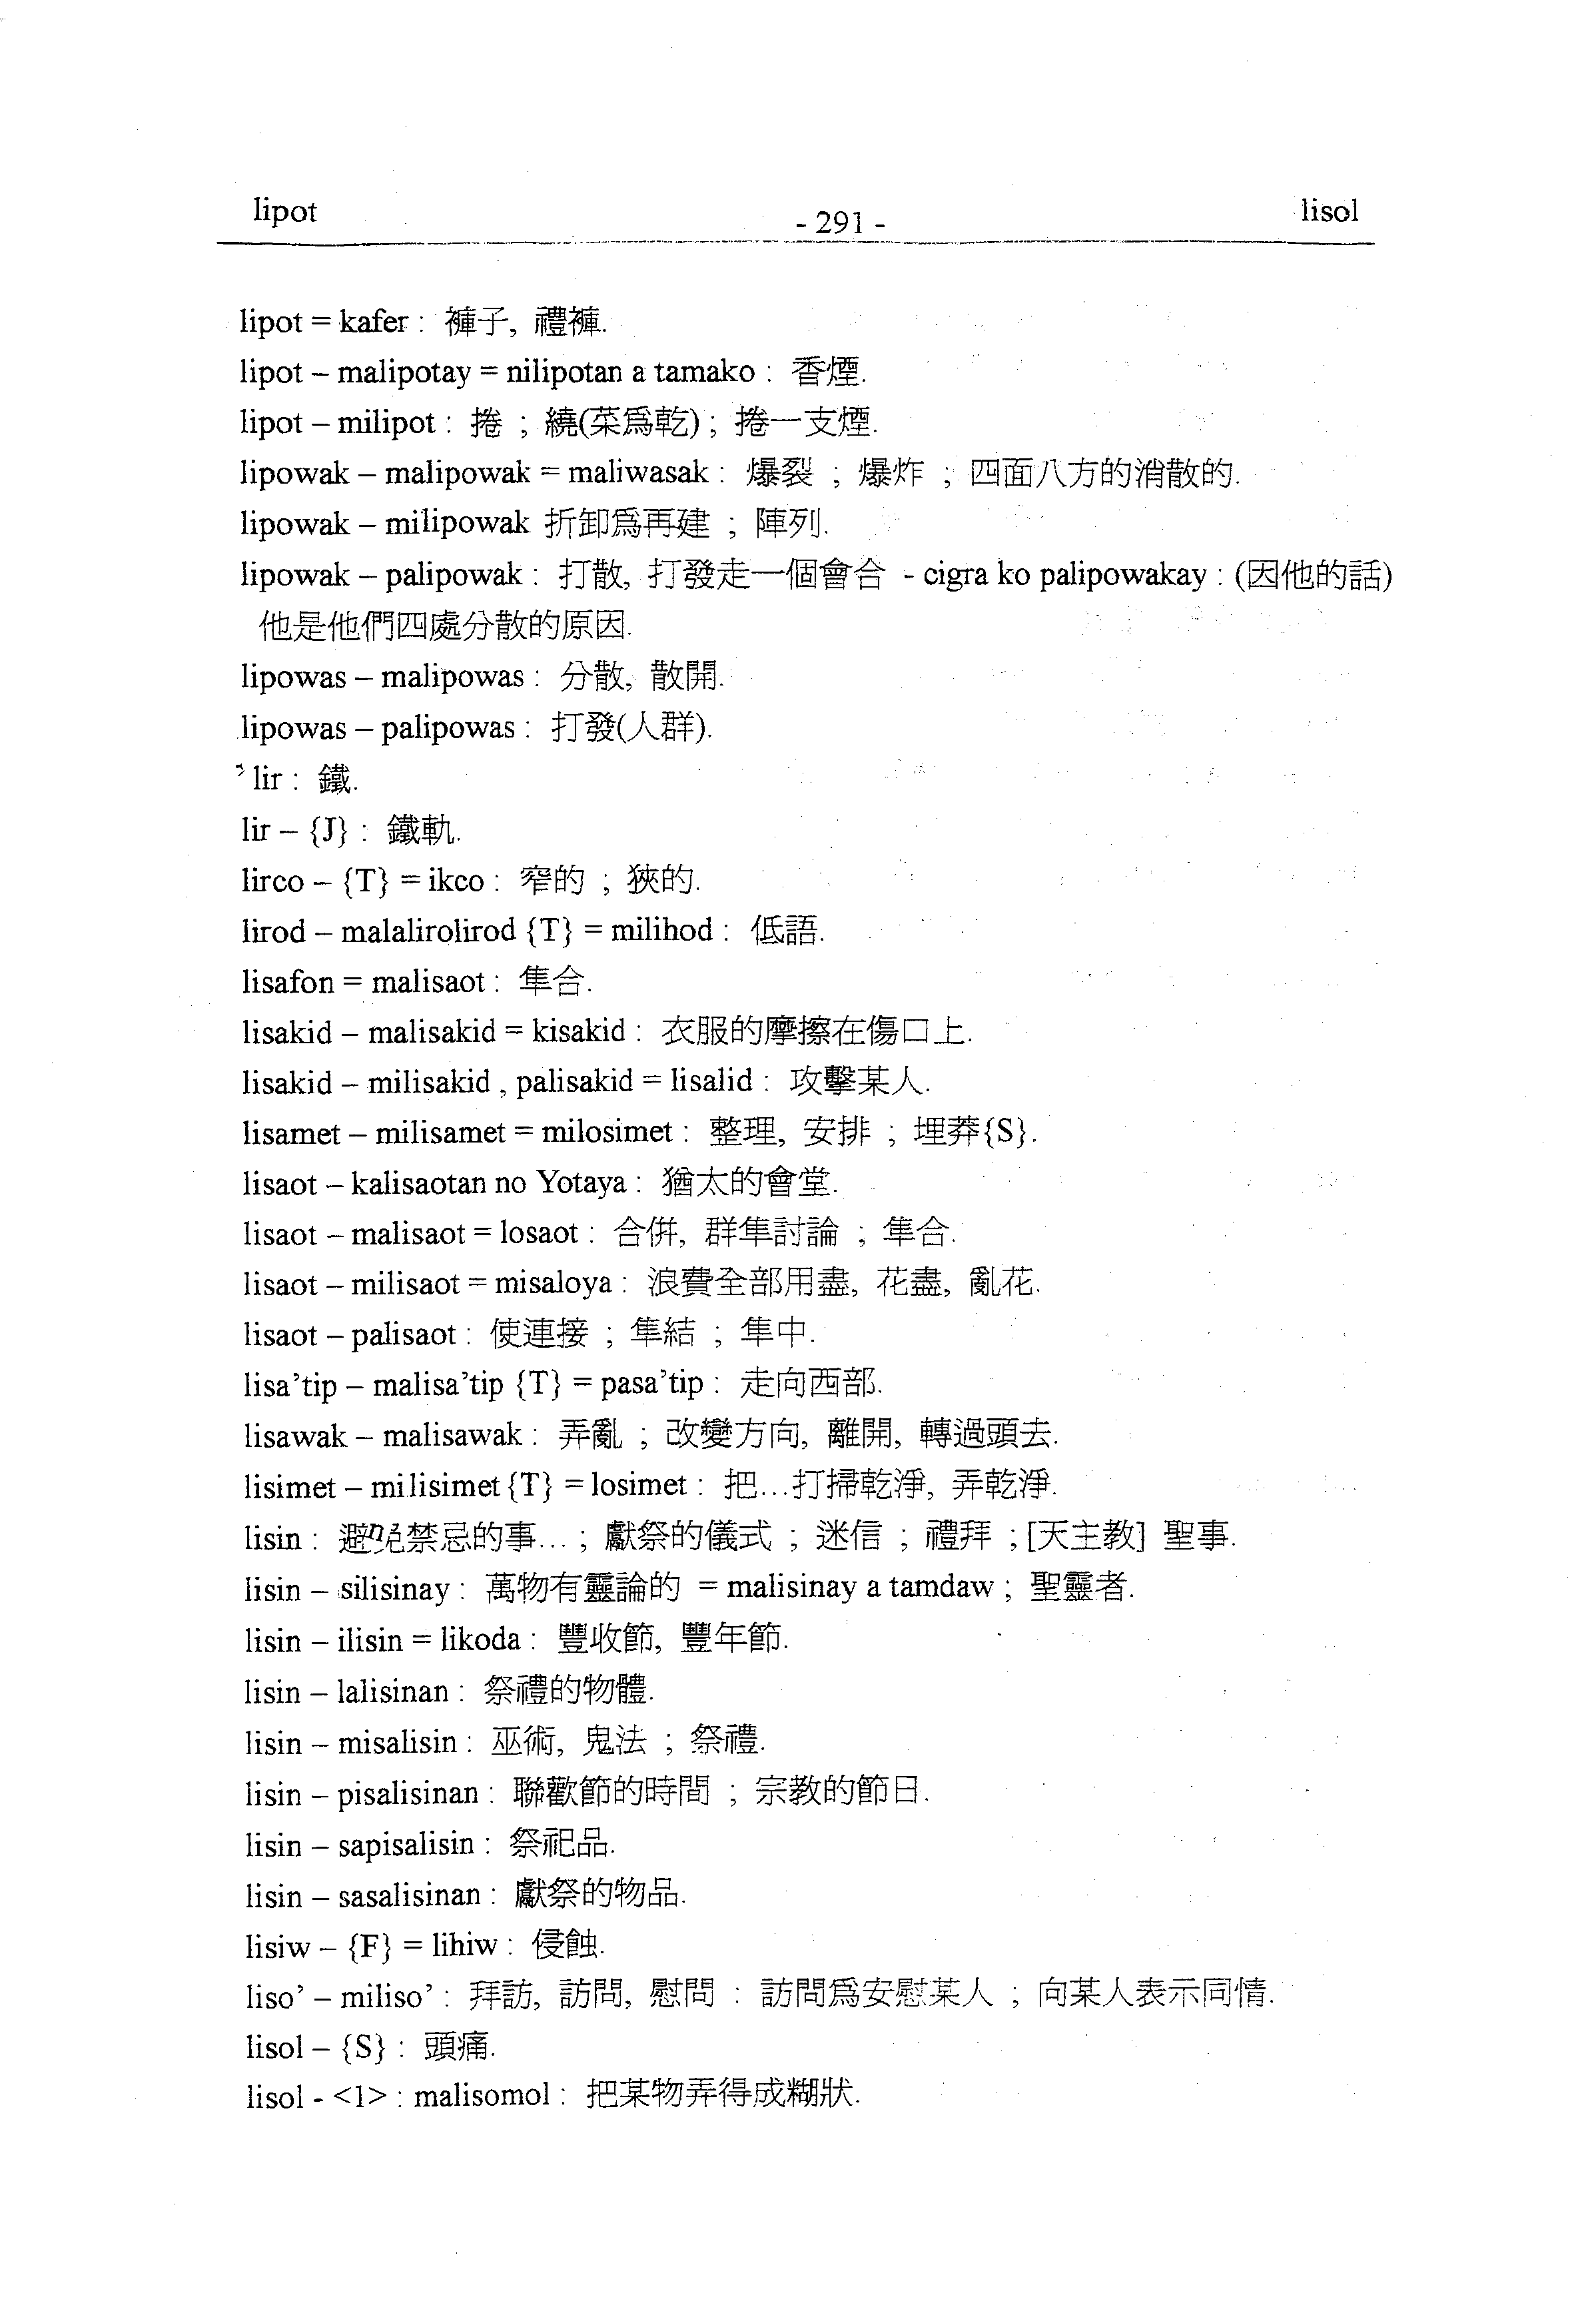 lipot - 291 - lisol
lipot = kafer : 褲子, 禮褲.
lipot – malipotay = nilipotan a tamako : 香煙.
lipot – milipot : 捲 ; 繞(菜爲乾) ; 捲一支煙.
lipowak – malipowak = maliwasak : 爆裂 ; 爆炸 ; 四面八方的消散的.
lipowak – milipowak 折卸爲再建 ; 陣列.
lipowak – palipowak : 打散, 打發走一個會合 - cigra ko palipowakay : (因他的話)
他是他們四處分散的原因.
lipowas – malipowas : 分散, 散開.
lipowas – palipowas : 打發(人群).
lir : 鐵.
lir – {J} : 鐵軌.
lirco – {T} = ikco : 窄的 ; 狹的.
lirod – malalirolirod {T} = milihod : 低語.
lisafon = malisaot : 隼合.
lisakid – malisakid = kisakid : 衣服的摩擦在傷口上.
lisakid – milisakid , palisakid = lisalid : 攻擊某人.
lisamet – milisamet = milosimet : 整理, 安排 ; 埋莽{S}.
lisaot – kalisaotan no Yotaya : 猶太的會堂.
lisaot – malisaot = losaot : 合併, 群隼討論 ; 隼合.
lisaot – milisaot = misaloya : 浪費全部用盡, 花盡, 亂花.
lisaot – palisaot : 使連接 ; 隼結 ; 隼中.
lisa’tip – malisa’tip {T} = pasa’tip : 走向西部.
lisawak – malisawak : 弄亂 ; 改變方向, 離開, 轉過頭去.
lisimet – milisimet {T} = losimet : 把...打掃乾淨, 弄乾淨.
lisin : 避免禁忌的事... ; 獻祭的儀式 ; 迷信 ; 禮拜 ; [天主教] 聖事.
lisin – silisinay : 萬物有靈論的 = malisinay a tamdaw ; 聖靈者.
lisin – ilisin = likoda : 豐收節, 豐年節.
lisin – lalisinan : 祭禮的物體.
lisin – misalisin : 巫術, 鬼法 ; 祭禮.
lisin – pisalisinan : 聯歡節的時間 ; 宗教的節日.
lisin – sapisalisin : 祭祀品.
lisin – sasalisinan : 獻祭的物品.
lisiw – {F} = lihiw : 侵蝕.
liso’ – miliso’ : 拜訪, 訪問, 慰問 : 訪問爲安慰某人 ; 向某人表示同情.
lisol – {S} : 頭痛.
lisol - <l> : malisomol : 把某物弄得成糊狀.